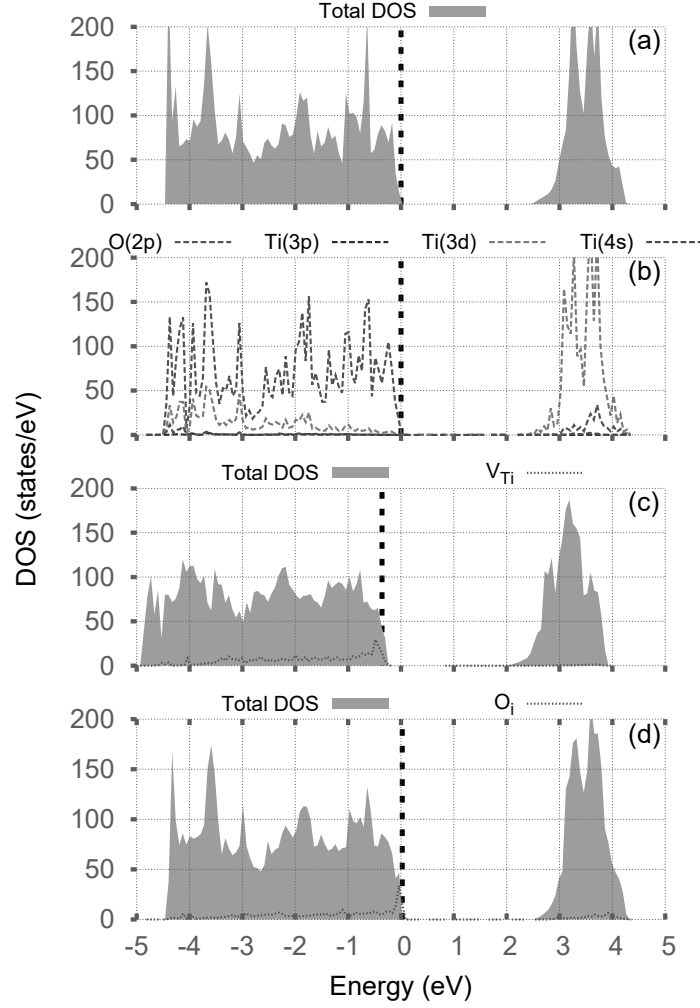 Total DOS
(a)
200
150
100
50
0
O(2p) Ti(3p) Ti(3d) Ti(4s)
(b)
200
150
100
50
0
DOS (states/eV)
Total DOS V_Ti
(c)
200
150
100
50
0
Total DOS O_i
(d)
200
150
100
50
0
-5 -4 -3 -2 -1 0 1 2 3 4 5
Energy (eV)